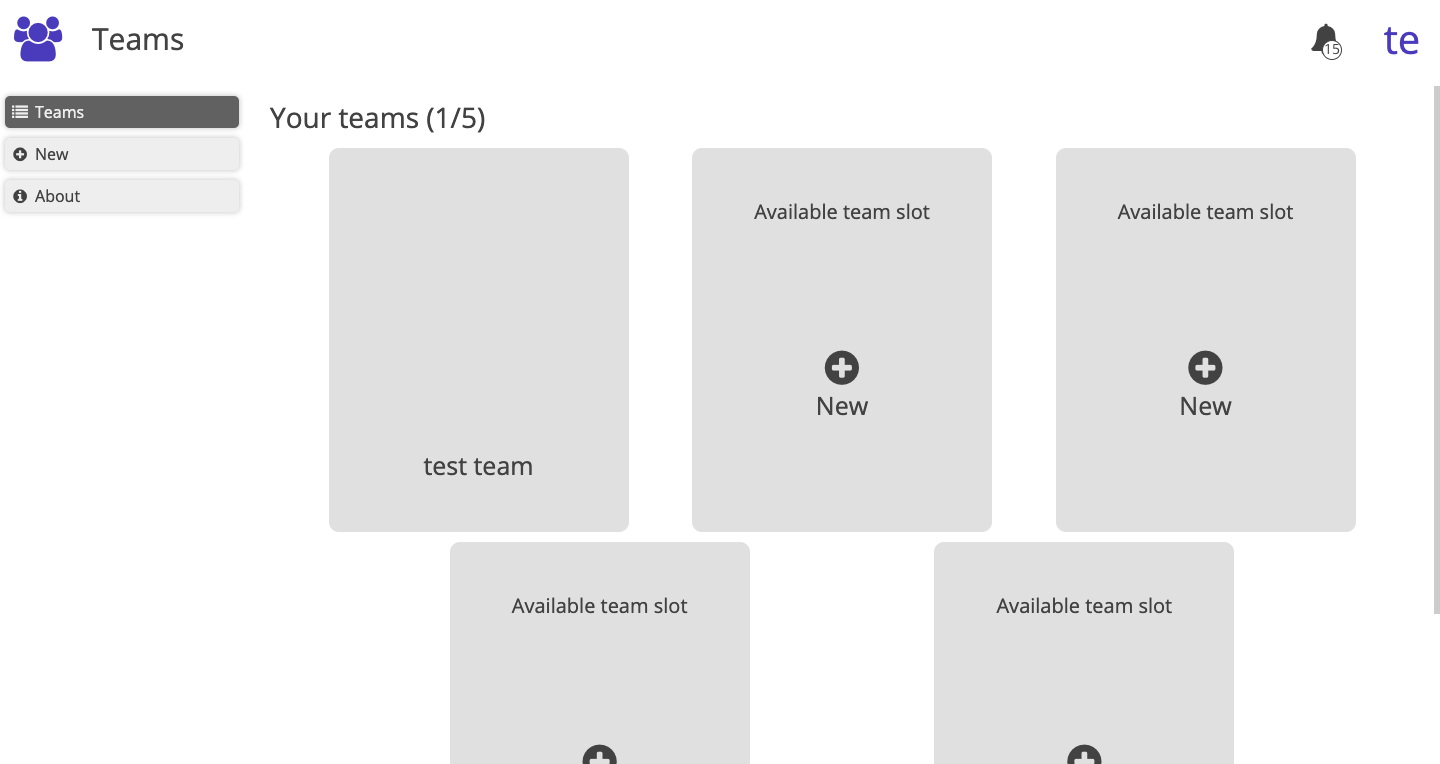 Teams
15
te
Teams
New
About
Your teams (1/5)
test team
Available team slot
New
Available team slot
New
Available team slot
Available team slot